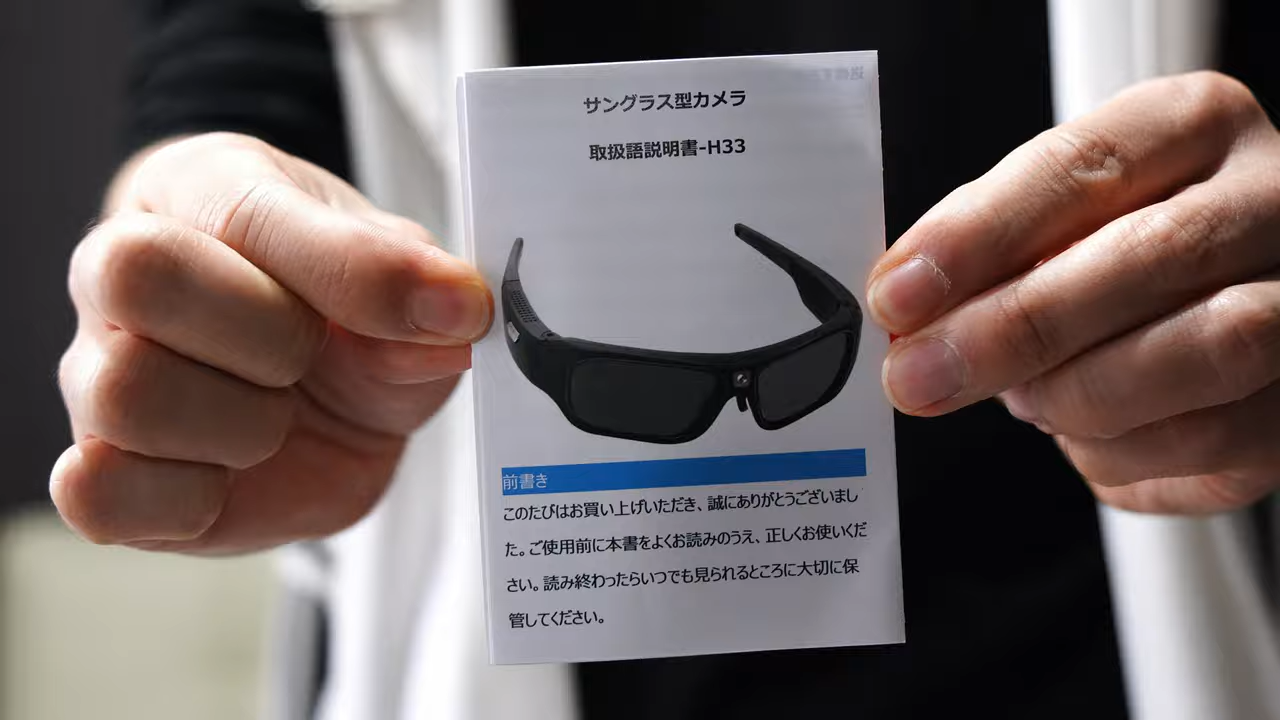 サングラス型カメラ
取扱語説明書-H33
前書き
このたびはお買い上げいただき、誠にありがとうございまし
た。ご使用前に本書をよくお読みのうえ、正しくお使いくだ
さい。読み終わったらいつでも見られるところに大切に保
管してください。